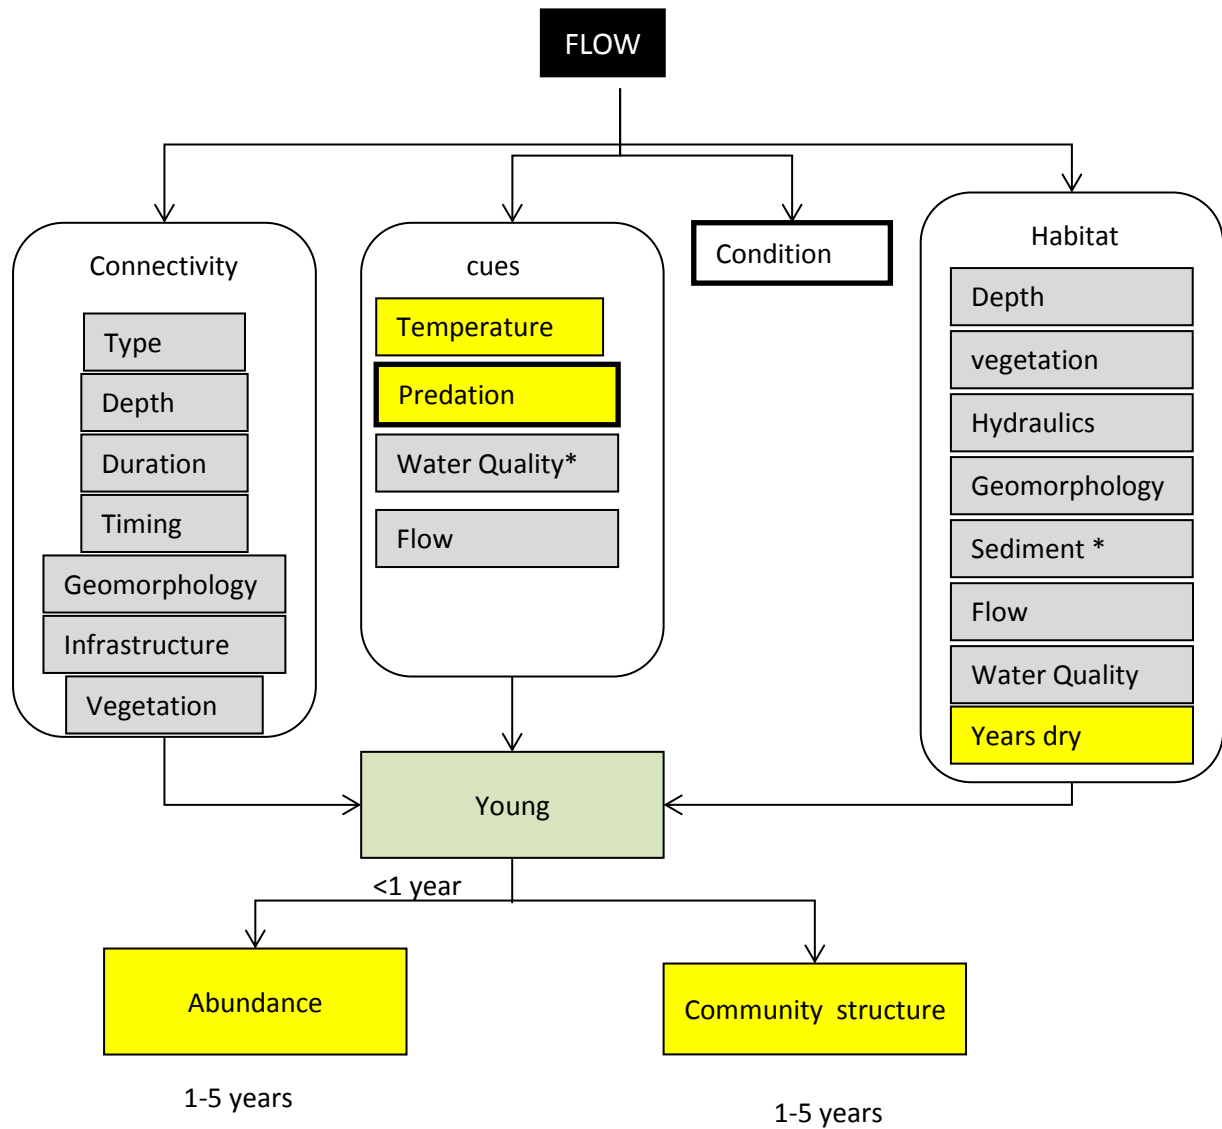 FLOW
Connectivity
Type
Depth
Duration
Timing
Geomorphology
Infrastructure
Vegetation
cues
Temperature
Predation
Water Quality*
Flow
Condition
Habitat
Depth
vegetation
Hydraulics
Geomorphology
Sediment *
Flow
Water Quality
Years dry
Young
<1 year
Abundance
Community structure
1-5 years
1-5 years